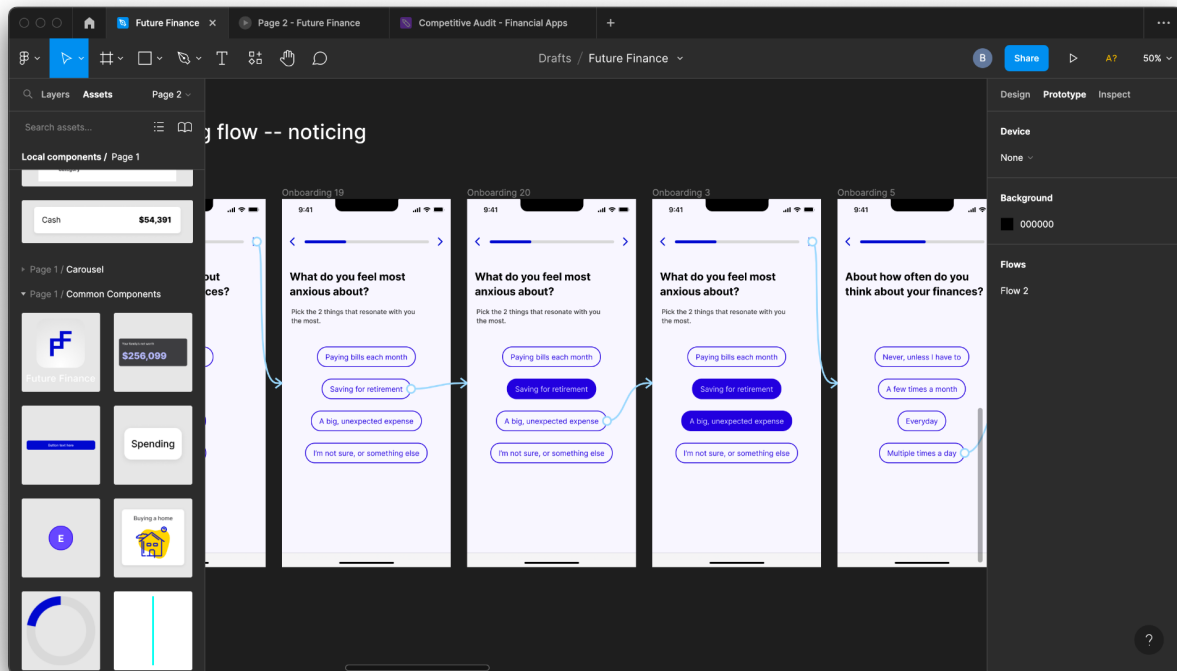 Future Finance
Page 2 - Future Finance
Competitive Audit - Financial Apps
Drafts / Future Finance
B
Share
A?
50%
Layers
Assets
Page 2
Search assets...
Local components / Page 1
Cash
$54,391
Page 1 / Carousel
Page 1 / Common Components
Future Finance
$256,099
button text here
Spending
E
Buying a home
flow -- noticing
out
ces?
Onboarding 19
9:41
What do you feel most
anxious about?
Pick the 2 things that resonate with you
the most.
Paying bills each month
Saving for retirement
A big, unexpected expense
I'm not sure, or something else
Onboarding 20
9:41
What do you feel most
anxious about?
Pick the 2 things that resonate with you
the most.
Paying bills each month
Saving for retirement
A big, unexpected expense
I'm not sure, or something else
Onboarding 3
9:41
What do you feel most
anxious about?
Pick the 2 things that resonate with you
the most.
Paying bills each month
Saving for retirement
A big, unexpected expense
I'm not sure, or something else
Onboarding 5
9:41
About how often do you
think about your finances?
Never, unless I have to
A few times a month
Everyday
Multiple times a day
Design
Prototype
Inspect
Device
None
Background
000000
Flows
Flow 2
?